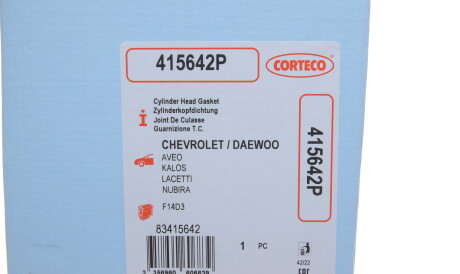 415642P
CORTECO
i
Cylinder Head Gasket
Zylinderkopfdichtung
Joint De Culasse
Guarnizione T.C.
CHEVROLET / DAEWOO
AVEO
KALOS
LACETTI
NUBIRA
F14D3
83415642
1 PC
42/22
415642P